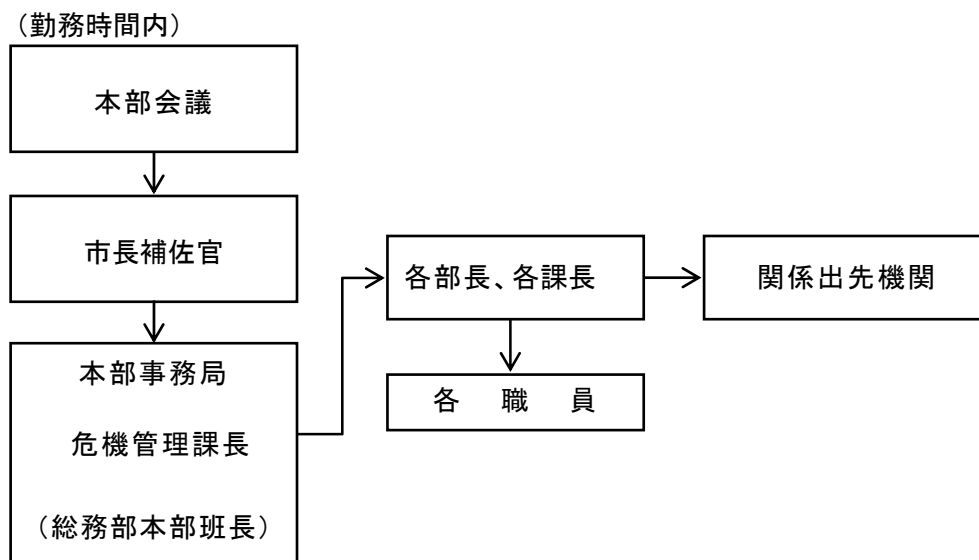 (勤務時間内)
本部会議
市長補佐官
各部長、各課長
関係出先機関
本部事務局
各 職 員
危機管理課長
(総務部本部班長)